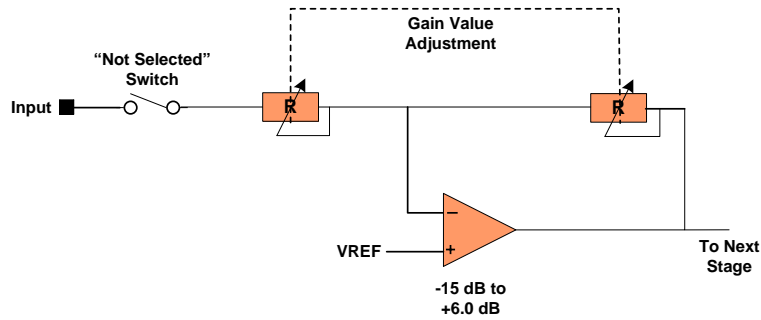 Gain Value
Adjustment
“Not Selected”
Switch
Input
R
R
VREF
−
+
To Next
Stage
-15 dB to
+6.0 dB